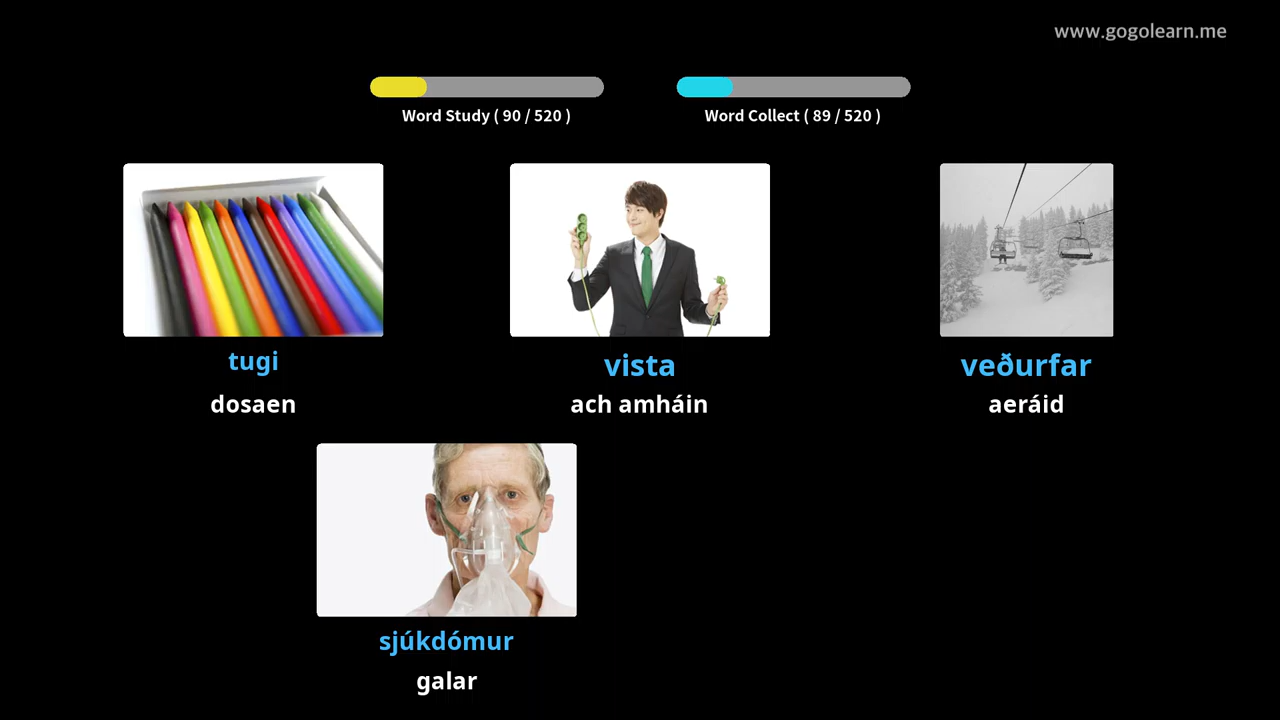 www.gogolearn.me
Word Study ( 90 / 520 )
Word Collect ( 89 / 520 )
tugi
dosaen
vista
ach amháin
veðurfar
aeráid
sjúkdómur
galar